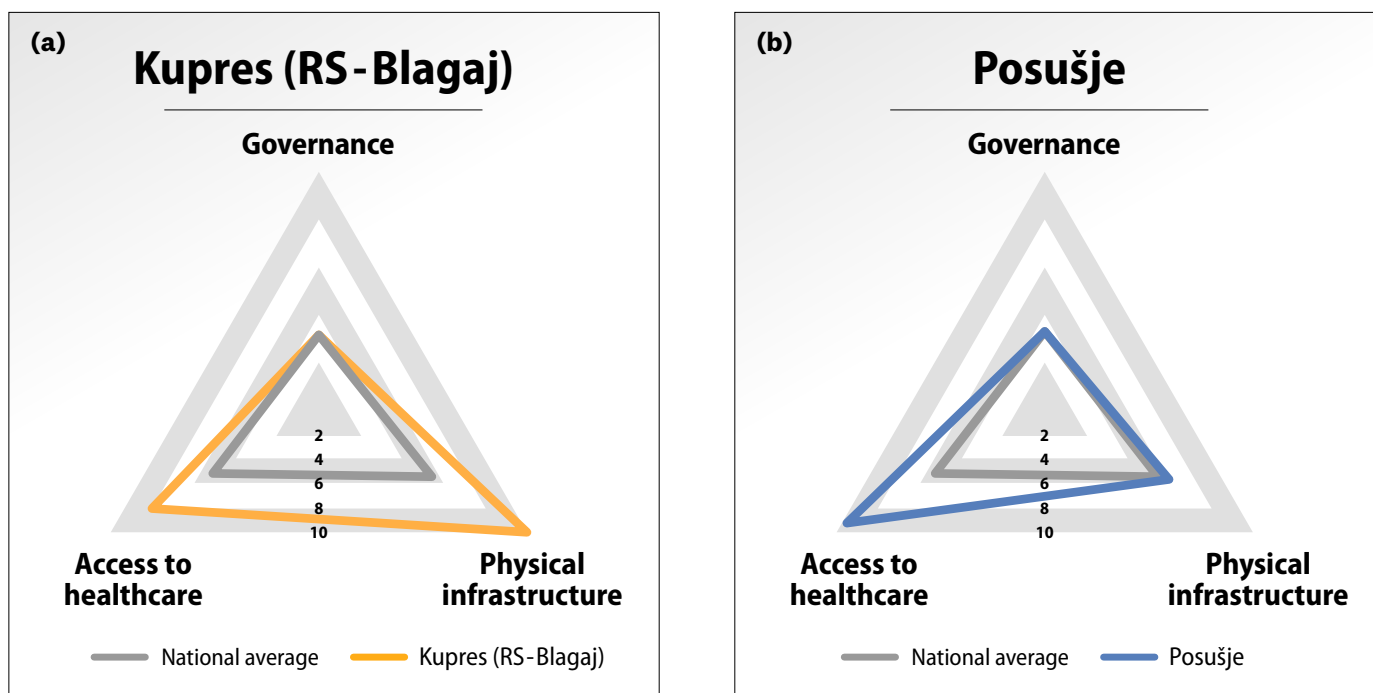 (a)
Kupres (RS-Blagaj)
Governance
2
4
6
8
10
Access to
healthcare
Physical
infrastructure
National average
Kupres (RS-Blagaj)
(b)
Posušje
Governance
2
4
6
8
10
Access to
healthcare
Physical
infrastructure
National average
Posušje